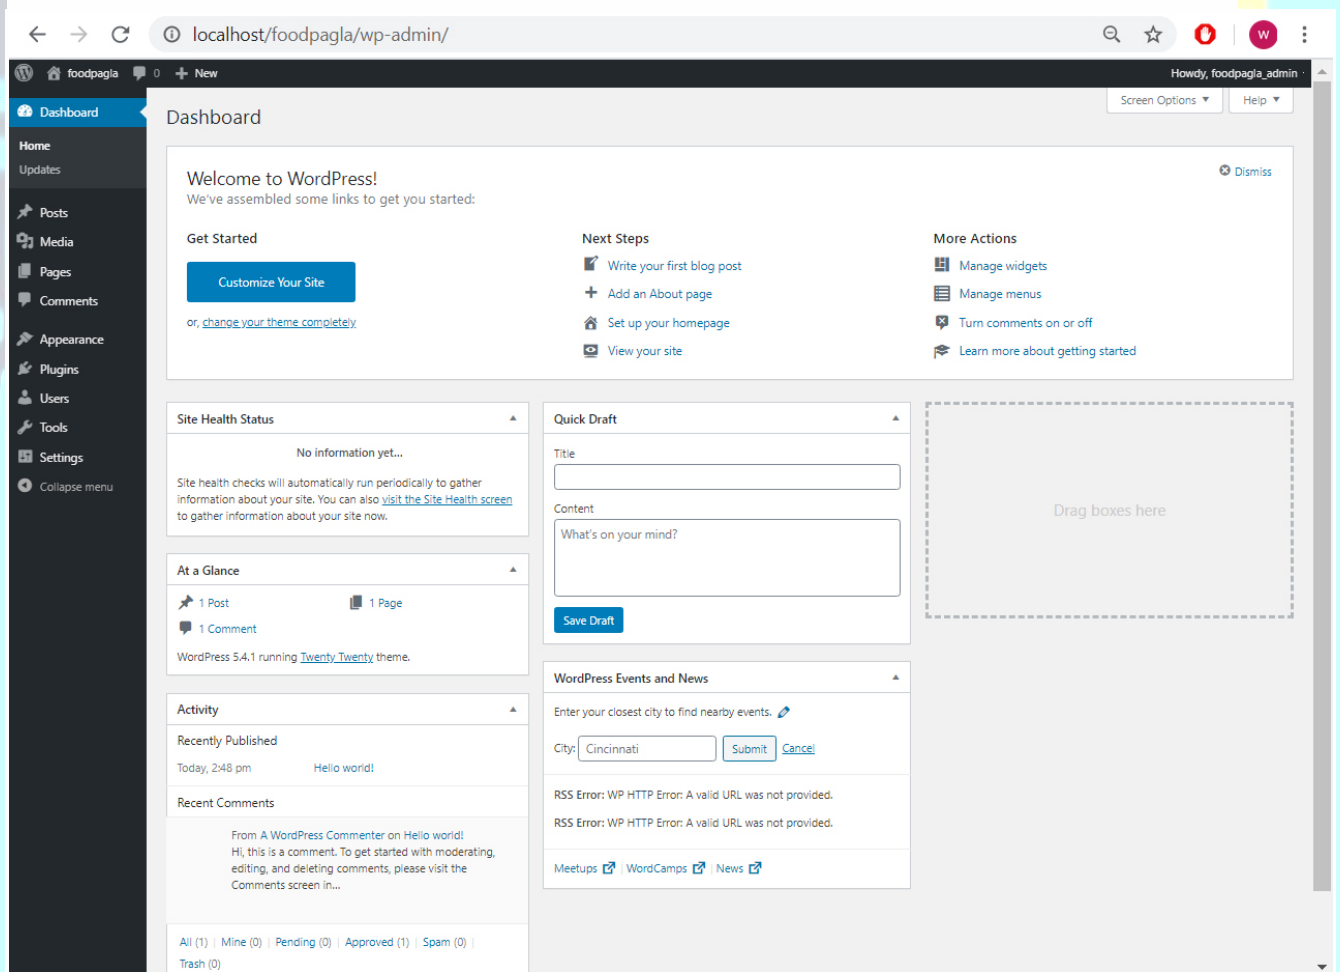 localhost/foodpagla/wp-admin/
W
foodpagla 0 New
Howdy, foodpagla_admin
Dashboard
Home
Updates
Posts
Media
Pages
Comments
Appearance
Plugins
Users
Tools
Settings
Collapse menu
Screen Options
Help
Dashboard
Welcome to WordPress!
We've assembled some links to get you started:
Dismiss
Get Started
Customize Your Site
or, change your theme completely
Next Steps
Write your first blog post
Add an About page
Set up your homepage
View your site
More Actions
Manage widgets
Manage menus
Turn comments on or off
Learn more about getting started
Site Health Status
No information yet...
Site health checks will automatically run periodically to gather
information about your site. You can also visit the Site Health screen
to gather information about your site now.
At a Glance
1 Post
1 Page
1 Comment
WordPress 5.4.1 running Twenty Twenty theme.
Activity
Recently Published
Today, 2:48 pm
Hello world!
Recent Comments
From A WordPress Commenter on Hello world!
Hi, this is a comment. To get started with moderating,
editing, and deleting comments, please visit the
Comments screen in...
All (1) | Mine (0) | Pending (0) | Approved (1) | Spam (0) |
Trash (0)
Quick Draft
Title
Content
What's on your mind?
Save Draft
WordPress Events and News
Enter your closest city to find nearby events.
City: Cincinnati Submit Cancel
RSS Error: WP HTTP Error: A valid URL was not provided.
RSS Error: WP HTTP Error: A valid URL was not provided.
Meetups | WordCamps | News
Drag boxes here